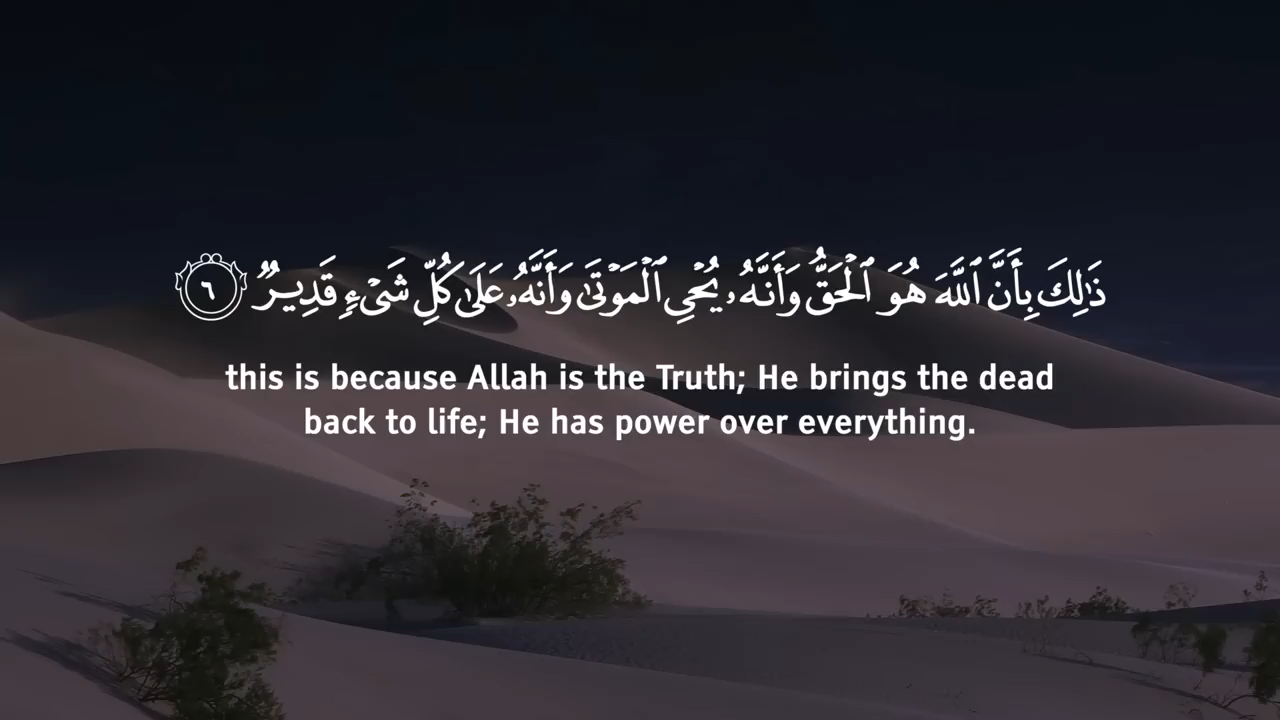 ذَٰلِكَ بِأَنَّ ٱللَّهَ هُوَ ٱلْحَقُّ وَأَنَّهُۥ يُحْيِ ٱلْمَوْتَىٰ وَأَنَّهُۥ عَلَىٰ كُلِّ شَىْءٍ قَدِيرٌ ٦
this is because Allah is the Truth; He brings the dead
back to life; He has power over everything.